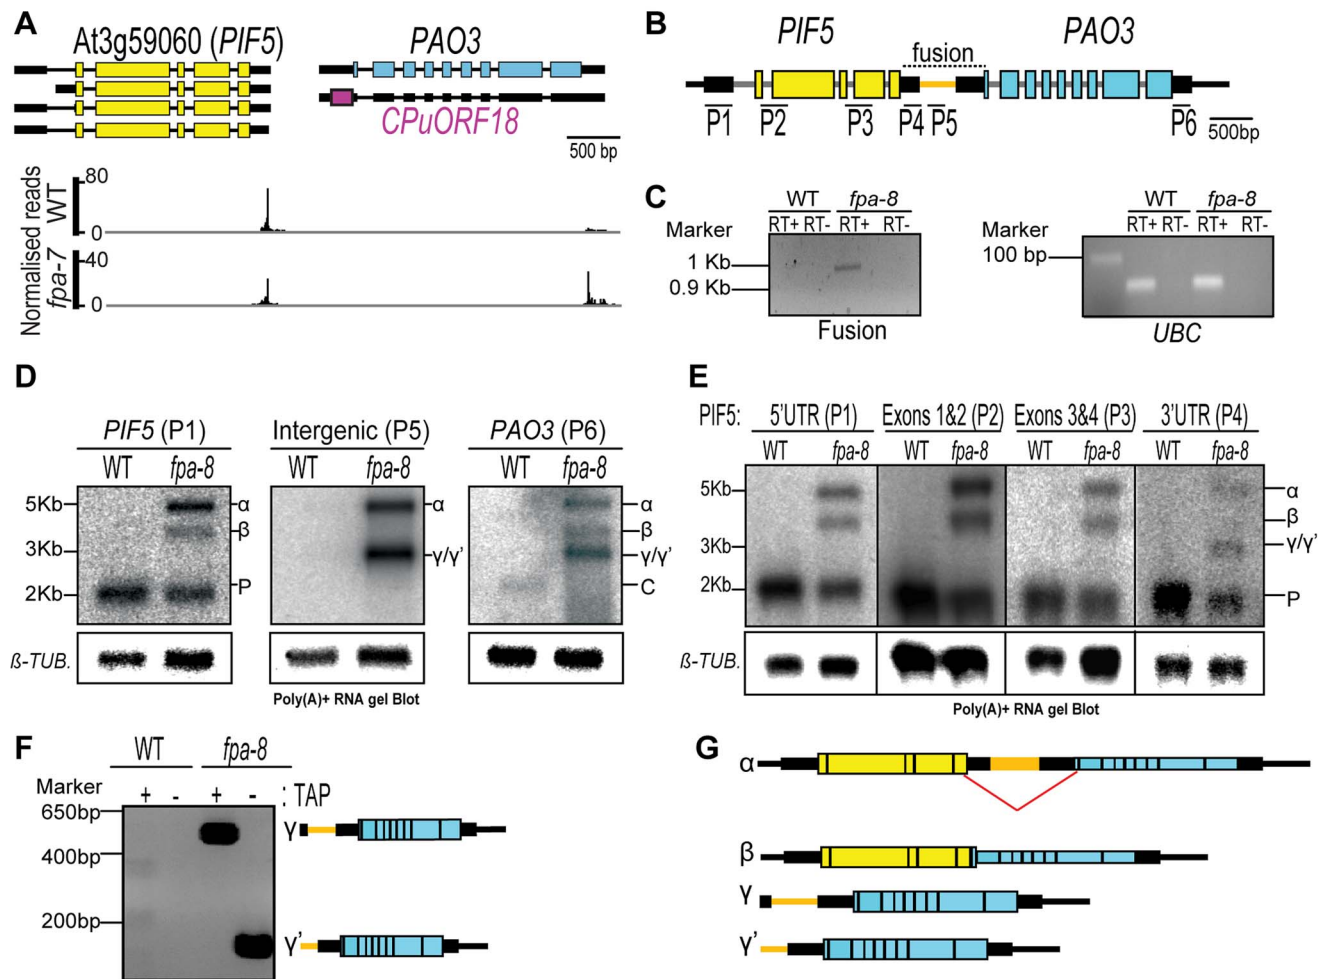 A
At3g59060 (PIF5)
PAO3
CPuORF18
500 bp
Normalised reads
WT
80
0
fpa-7
40
0
B
PIF5
PAO3
fusion
P1
P2
P3
P4
P5
P6
500bp
C
WT
fpa-8
Marker
RT+ RT- RT+ RT-
1 Kb
0.9 Kb
Fusion
WT
fpa-8
Marker
RT+ RT- RT+ RT-
100 bp
UBC
D
PIF5 (P1)
Intergenic (P5)
PAO3 (P6)
WT fpa-8
WT fpa-8
WT fpa-8
5Kb
3Kb
2Kb
α
β
P
α
γ/γ'
α
β
γ/γ'
C
ß-TUB.
Poly(A)+ RNA gel Blot
E
PIF5: 5'UTR (P1) Exons 1&2 (P2) Exons 3&4 (P3) 3'UTR (P4)
WT fpa-8 WT fpa-8 WT fpa-8 WT fpa-8
5Kb
3Kb
2Kb
α
β
γ/γ'
P
ß-TUB.
Poly(A)+ RNA gel Blot
F
WT fpa-8
Marker
+ - + - : TAP
650bp
400bp
200bp
γ
γ'
G
α
β
γ
γ'